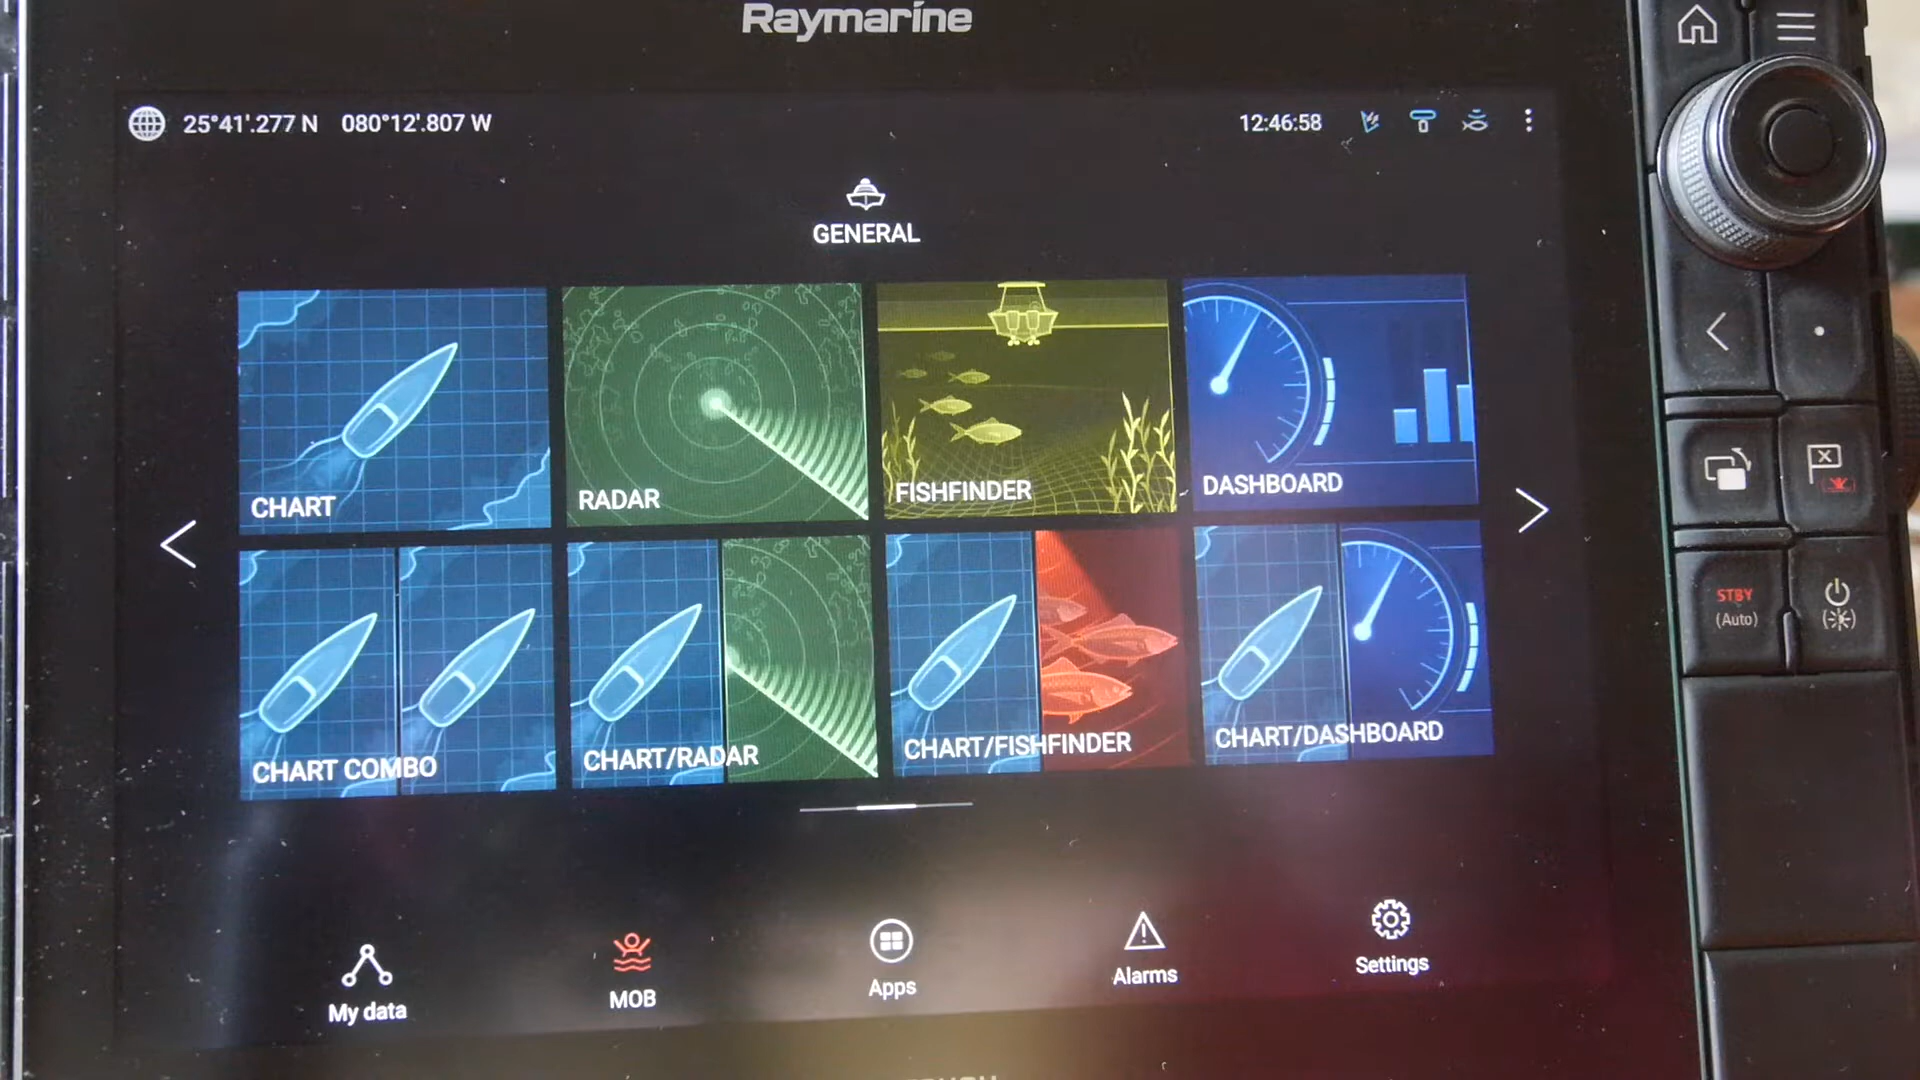 Raymarine
25°41'.277 N 080°12'.807 W
12:46:58
GENERAL
CHART
RADAR
FISHFINDER
DASHBOARD
CHART COMBO
CHART/RADAR
CHART/FISHFINDER
CHART/DASHBOARD
STBY
(Auto)
My data
MOB
Apps
Alarms
Settings